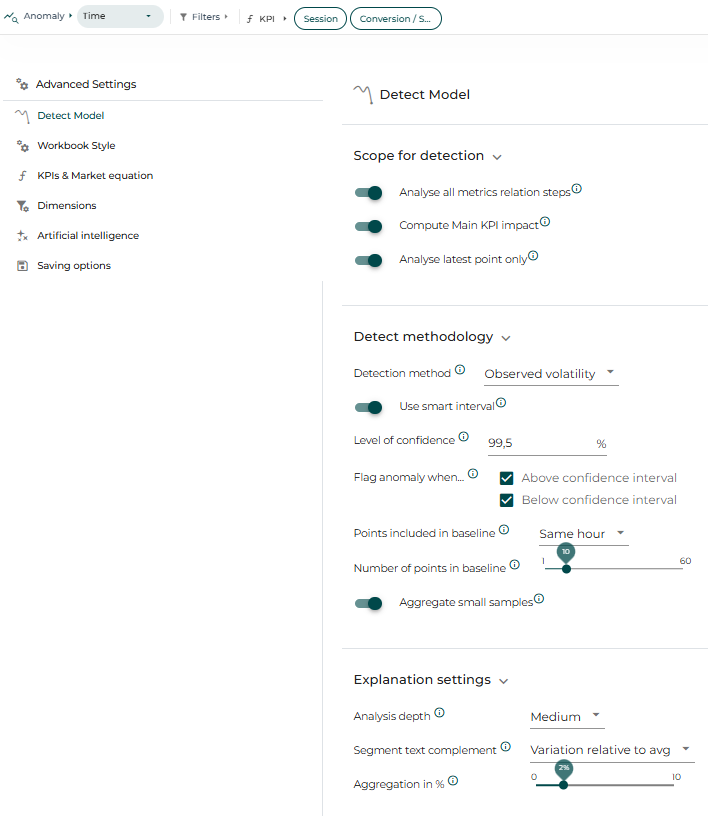 Anomaly Time Filters KPI Session Conversion / S...
Advanced Settings
Detect Model
Workbook Style
KPIs & Market equation
Dimensions
Artificial intelligence
Saving options
Detect Model
Scope for detection
Analyse all metrics relation steps
Compute Main KPI impact
Analyse latest point only
Detect methodology
Detection method Observed volatility
Use smart interval
Level of confidence 99,5 %
Flag anomaly when... Above confidence interval
Below confidence interval
Points included in baseline Same hour
Number of points in baseline 1 10 60
Aggregate small samples
Explanation settings
Analysis depth Medium
Segment text complement Variation relative to avg
Aggregation in % 0 2% 10